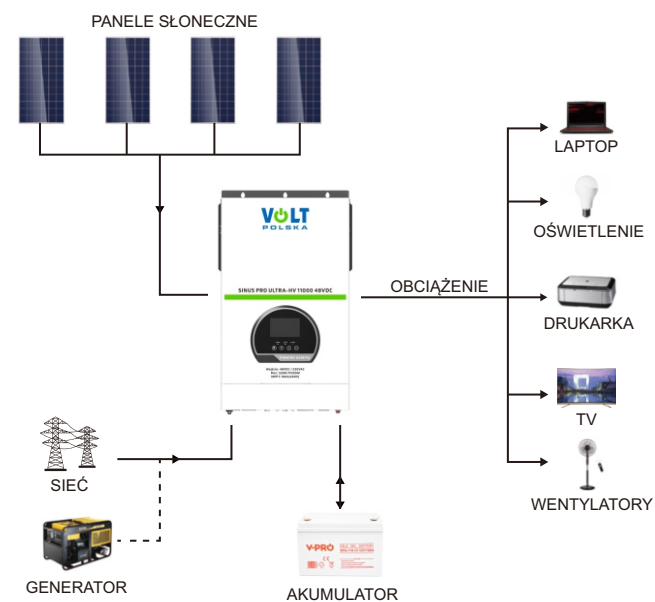 PANELE SŁONECZNE
VOLT
POLSKA
SINUS PRO ULTRA-HV 11000 48VDC
OBCIĄŻENIE
LAPTOP
OŚWIETLENIE
DRUKARKA
TV
WENTYLATORY
SIEĆ
GENERATOR
V-PRO
AKUMULATOR